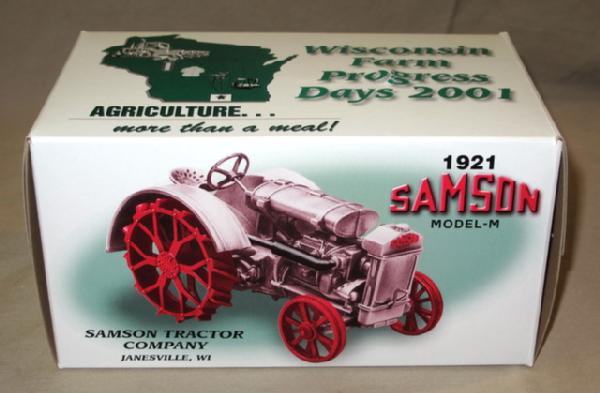 Wisconsin
Farm
Progress
Days 2001
AGRICULTURE...
more than a meal!
1921
SAMSON
MODEL-M
SAMSON TRACTOR
COMPANY
JANESVILLE, WI